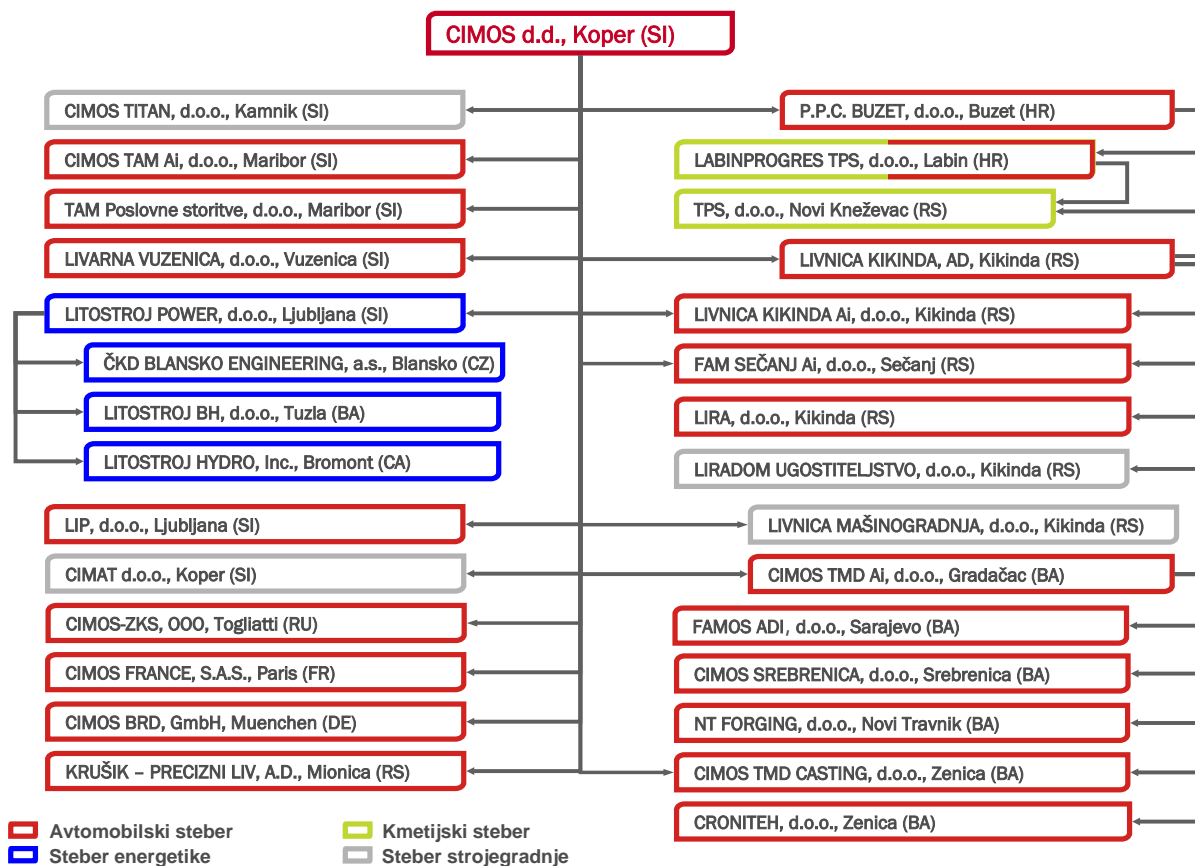 CIMOS d.d., Koper (SI)
CIMOS TITAN, d.o.o., Kamnik (SI)
CIMOS TAM Ai, d.o.o., Maribor (SI)
TAM Poslovne storitve, d.o.o., Maribor (SI)
LIVARNA VUZENICA, d.o.o., Vuzenica (SI)
LITOSTROJ POWER, d.o.o., Ljubljana (SI)
ČKD BLANSKO ENGINEERING, a.s., Blansko (CZ)
LITOSTROJ BH, d.o.o., Tuzla (BA)
LITOSTROJ HYDRO, Inc., Bromont (CA)
LIP, d.o.o., Ljubljana (SI)
CIMAT d.o.o., Koper (SI)
CIMOS-ZKS, OOO, Togliatti (RU)
CIMOS FRANCE, S.A.S., Paris (FR)
CIMOS BRD, GmbH, Muenchen (DE)
KRUŠIK – PRECIZNI LIV, A.D., Mionica (RS)
P.P.C. BUZET, d.o.o., Buzet (HR)
LABINPROGRES TPS, d.o.o., Labin (HR)
TPS, d.o.o., Novi Kneževac (RS)
LIVNICA KIKINDA, AD, Kikinda (RS)
LIVNICA KIKINDA Ai, d.o.o., Kikinda (RS)
FAM SEČANJ Ai, d.o.o., Sečanj (RS)
LIRA, d.o.o., Kikinda (RS)
LIRADOM UGOSTITELJSTVO, d.o.o., Kikinda (RS)
LIVNICA MAŠINOGRADNJA, d.o.o., Kikinda (RS)
CIMOS TMD Ai, d.o.o., Gradačac (BA)
FAMOS ADI, d.o.o., Sarajevo (BA)
CIMOS SREBRENICA, d.o.o., Srebrenica (BA)
NT FORGING, d.o.o., Novi Travnik (BA)
CIMOS TMD CASTING, d.o.o., Zenica (BA)
CRONITEH, d.o.o., Zenica (BA)
Avtomobilski steber
Steber energetike
Kmetijski steber
Steber strojegradnje